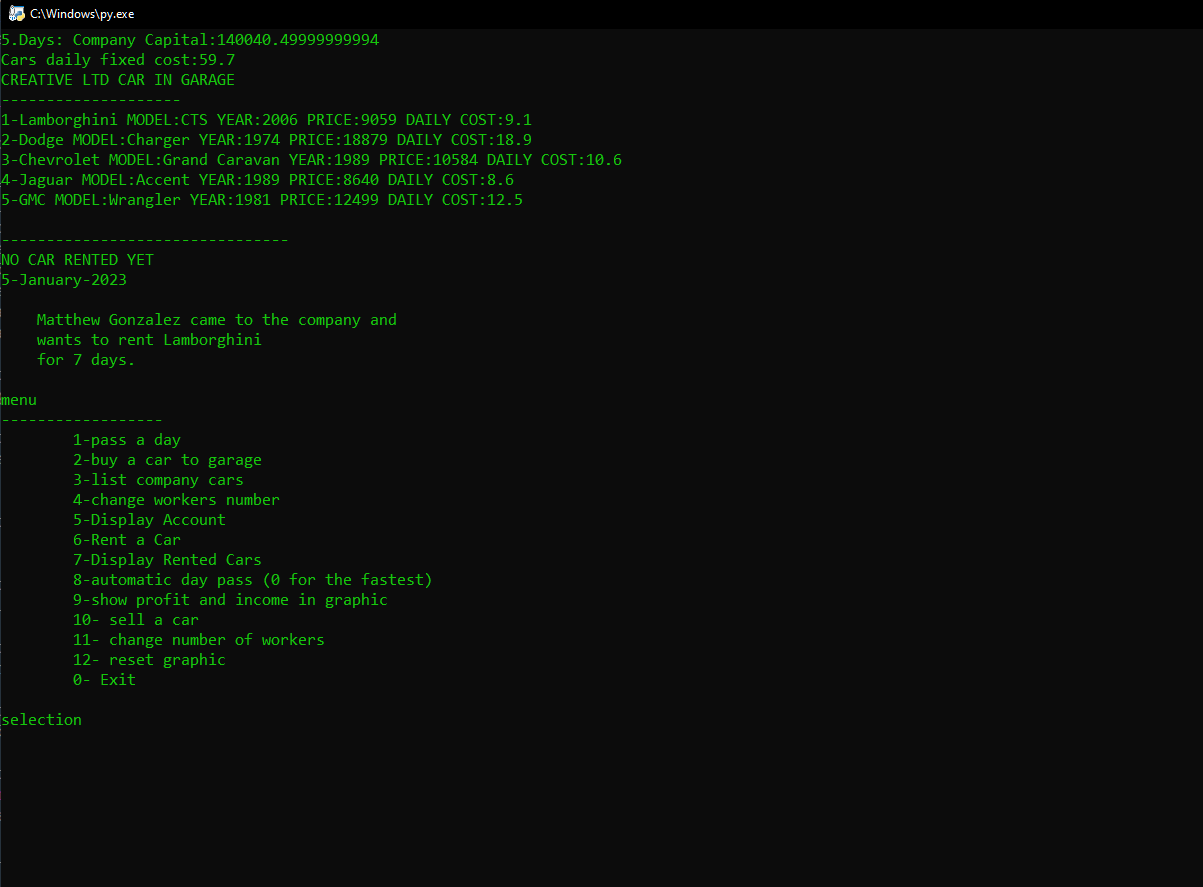 C:\Windows\py.exe
5.Days: Company Capital:140040.49999999994
Cars daily fixed cost:59.7
CREATIVE LTD CAR IN GARAGE
--------------------
1-Lamborghini MODEL:CTS YEAR:2006 PRICE:9059 DAILY COST:9.1
2-Dodge MODEL:Charger YEAR:1974 PRICE:18879 DAILY COST:18.9
3-Chevrolet MODEL:Grand Caravan YEAR:1989 PRICE:10584 DAILY COST:10.6
4-Jaguar MODEL:Accent YEAR:1989 PRICE:8640 DAILY COST:8.6
5-GMC MODEL:Wrangler YEAR:1981 PRICE:12499 DAILY COST:12.5
--------------------------------
NO CAR RENTED YET
5-January-2023
Matthew Gonzalez came to the company and
wants to rent Lamborghini
for 7 days.
menu
------------------
1-pass a day
2-buy a car to garage
3-list company cars
4-change workers number
5-Display Account
6-Rent a Car
7-Display Rented Cars
8-automatic day pass (0 for the fastest)
9-show profit and income in graphic
10- sell a car
11- change number of workers
12- reset graphic
0- Exit
selection